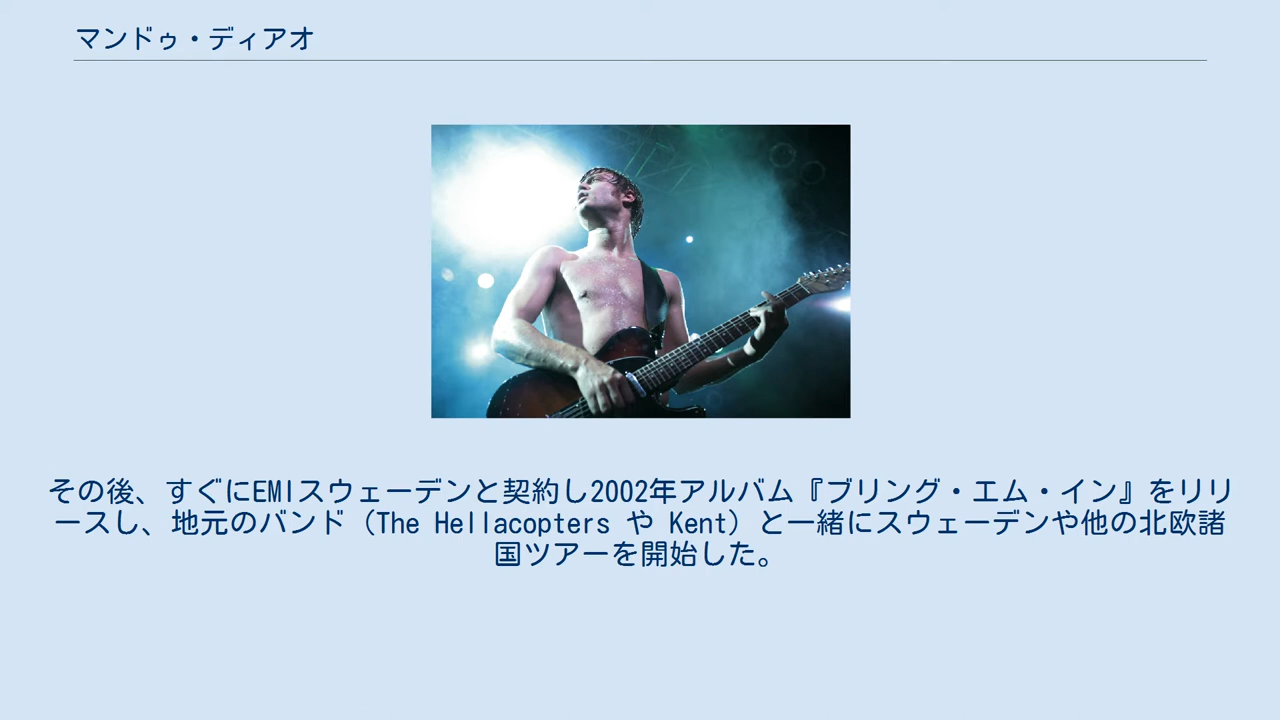 マンドゥ・ディアオ
その後、すぐにEMIスウェーデンと契約し2002年アルバム『ブリング・エム・イン』をリリ
ースし、地元のバンド（The Hellacopters や Kent）と一緒にスウェーデンや他の北欧諸
国ツアーを開始した。